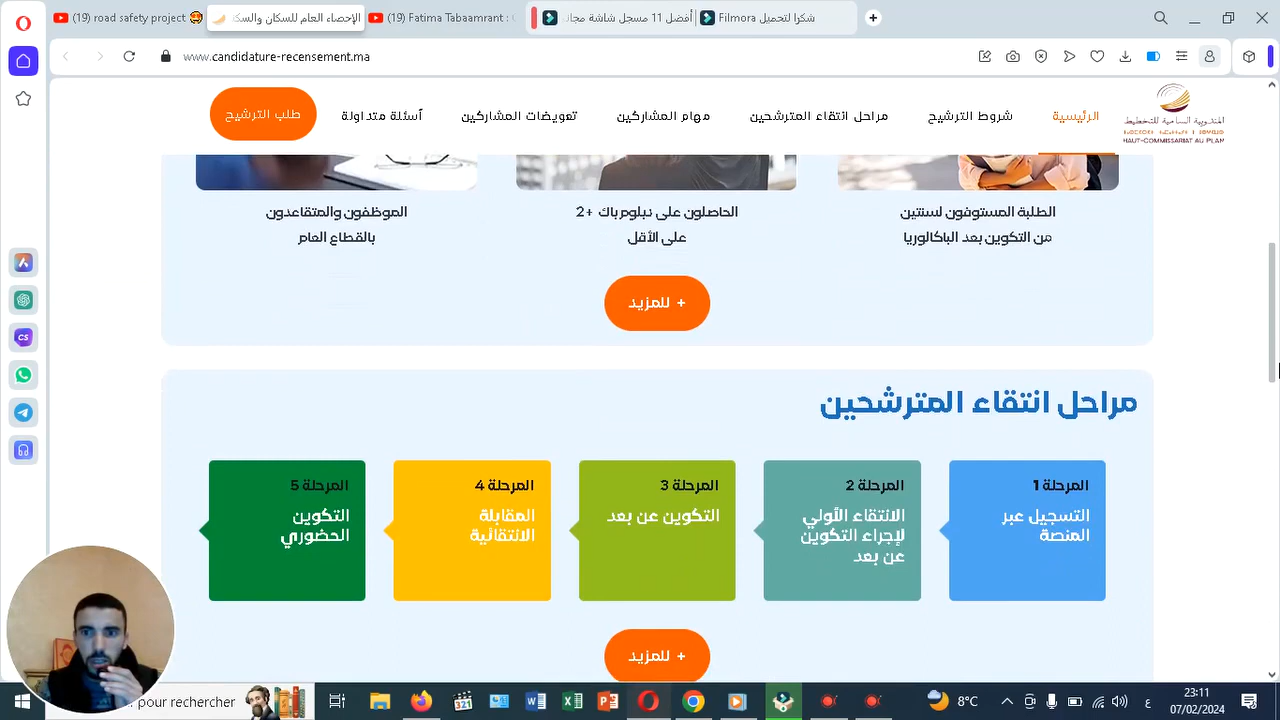 (19) road safety project
الإحصاء العام للسكان والسكا
(19) Fatima Tabaamrant :
أفضل 11 مسجل شاشة مجاني
شكرا لتحميل Filmora
www.candidature-recensement.ma
المندوبية السامية للتخطيط
HAUT-COMMISSARIAT AU PLAN
الرئيسية
شروط الترشيح
مراحل انتقاء المترشحين
مهام المشاركين
تعويضات المشاركين
أسئلة متداولة
طلب الترشيح
الطلبة المستوفون لسنتين
من التكوين بعد الباكالوريا
الحاصلون على دبلوم باك +2
على الأقل
الموظفون والمتقاعدون
بالقطاع العام
+ للمزيد
مراحل انتقاء المترشحين
المرحلة 1
التسجيل عبر
المنصة
المرحلة 2
الانتقاء الأولي
لإجراء التكوين
عن بعد
المرحلة 3
التكوين عن بعد
المرحلة 4
المقابلة
الانتقائية
المرحلة 5
التكوين
الحضوري
+ للمزيد
pour rechercher
8°C
ع
23:11
07/02/2024